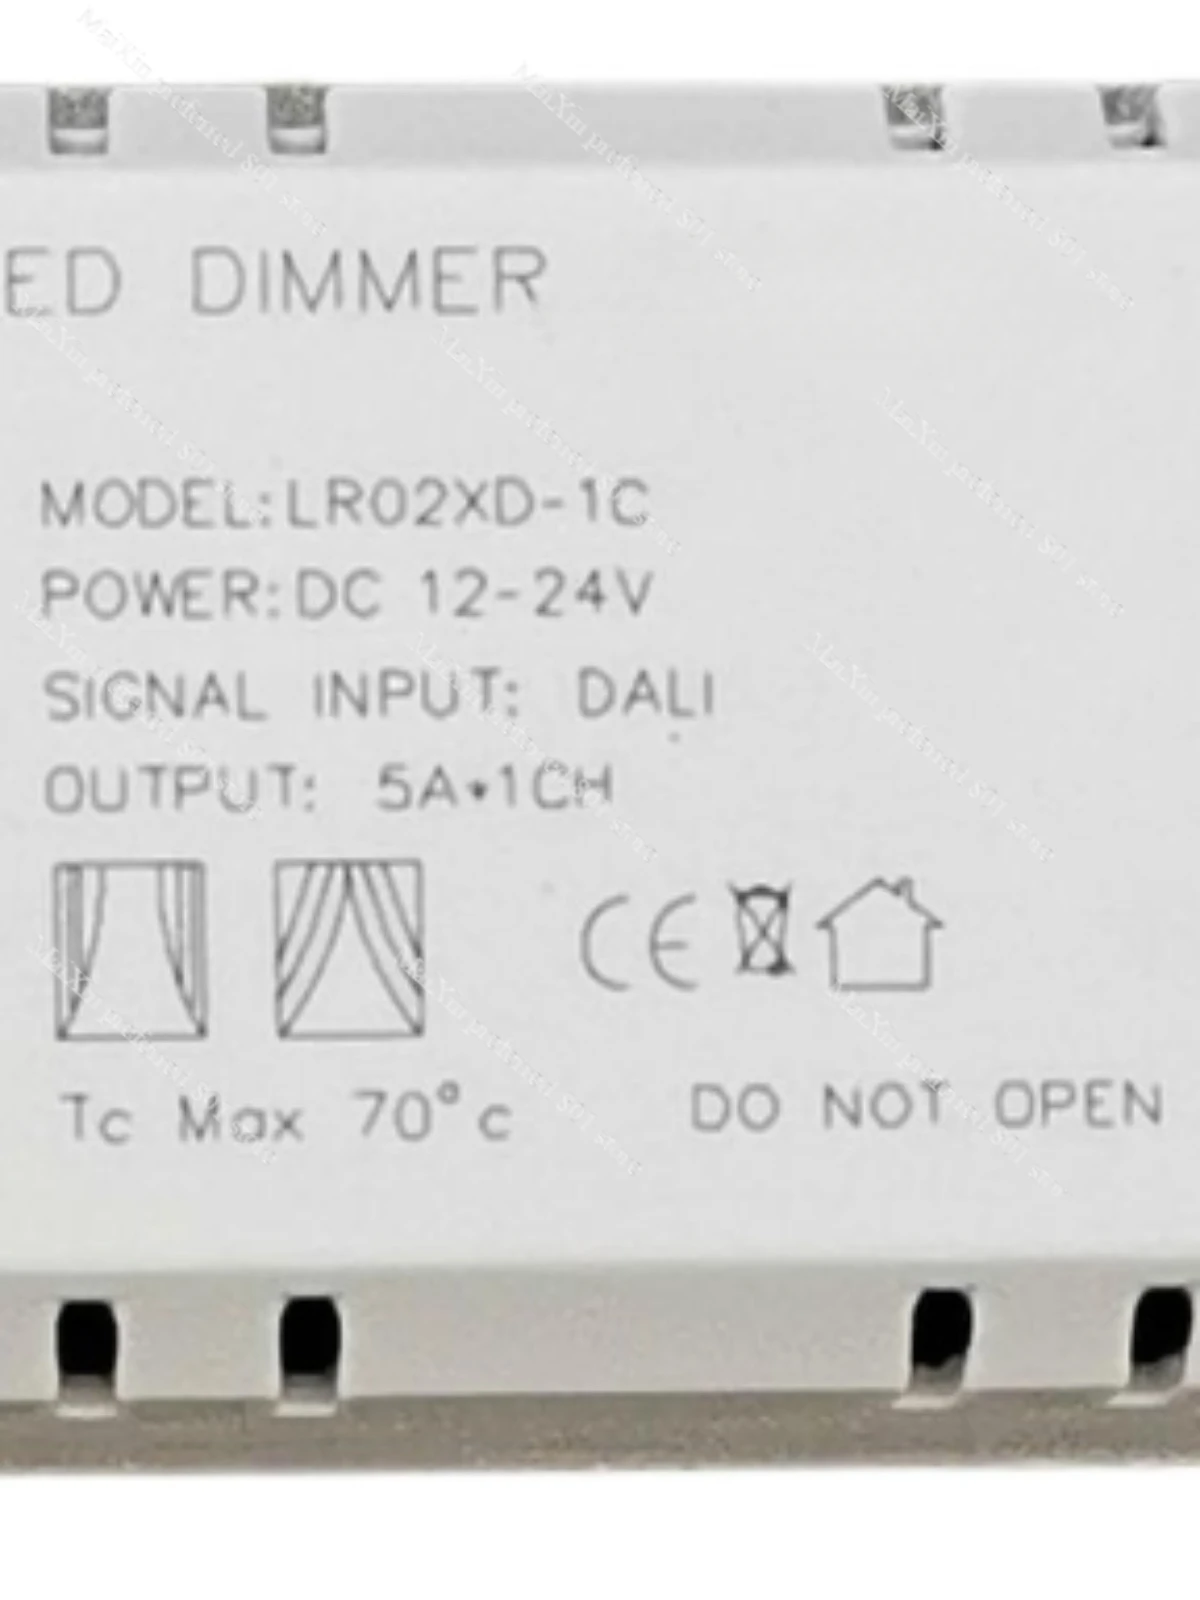 ED DIMMER
MODEL:LR02XD-1C
POWER:DC 12-24V
SIGNAL INPUT: DALI
OUTPUT: 5A*1CH
CE
Tc Max 70°c
DO NOT OPEN